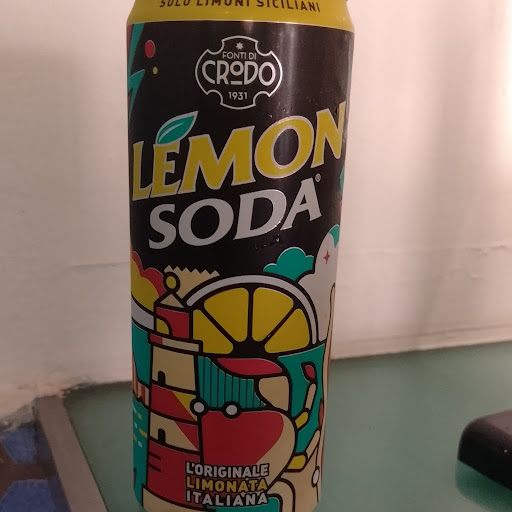 SOLO LIMONI SICILIANI
FONTI DI
CRODO
1931
LEMON
SODA®
L'ORIGINALE
LIMONATA
ITALIANA